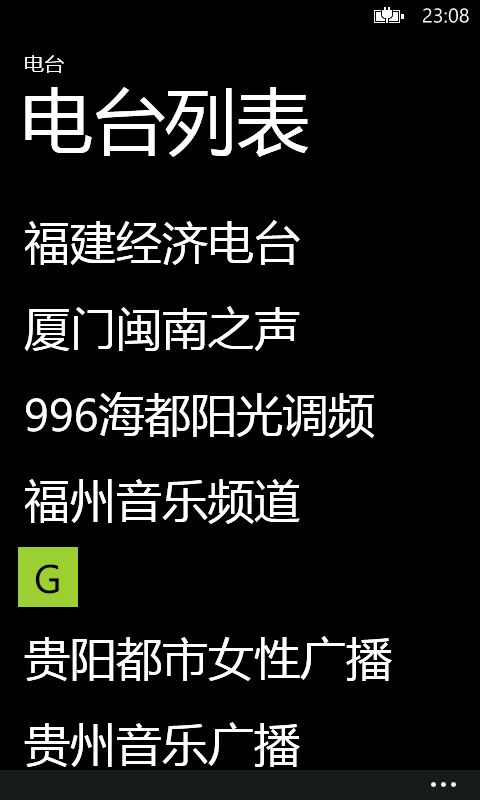 23:08
电台
电台列表
福建经济电台
厦门闽南之声
996海都阳光调频
福州音乐频道
G
贵阳都市女性广播
贵州音乐广播